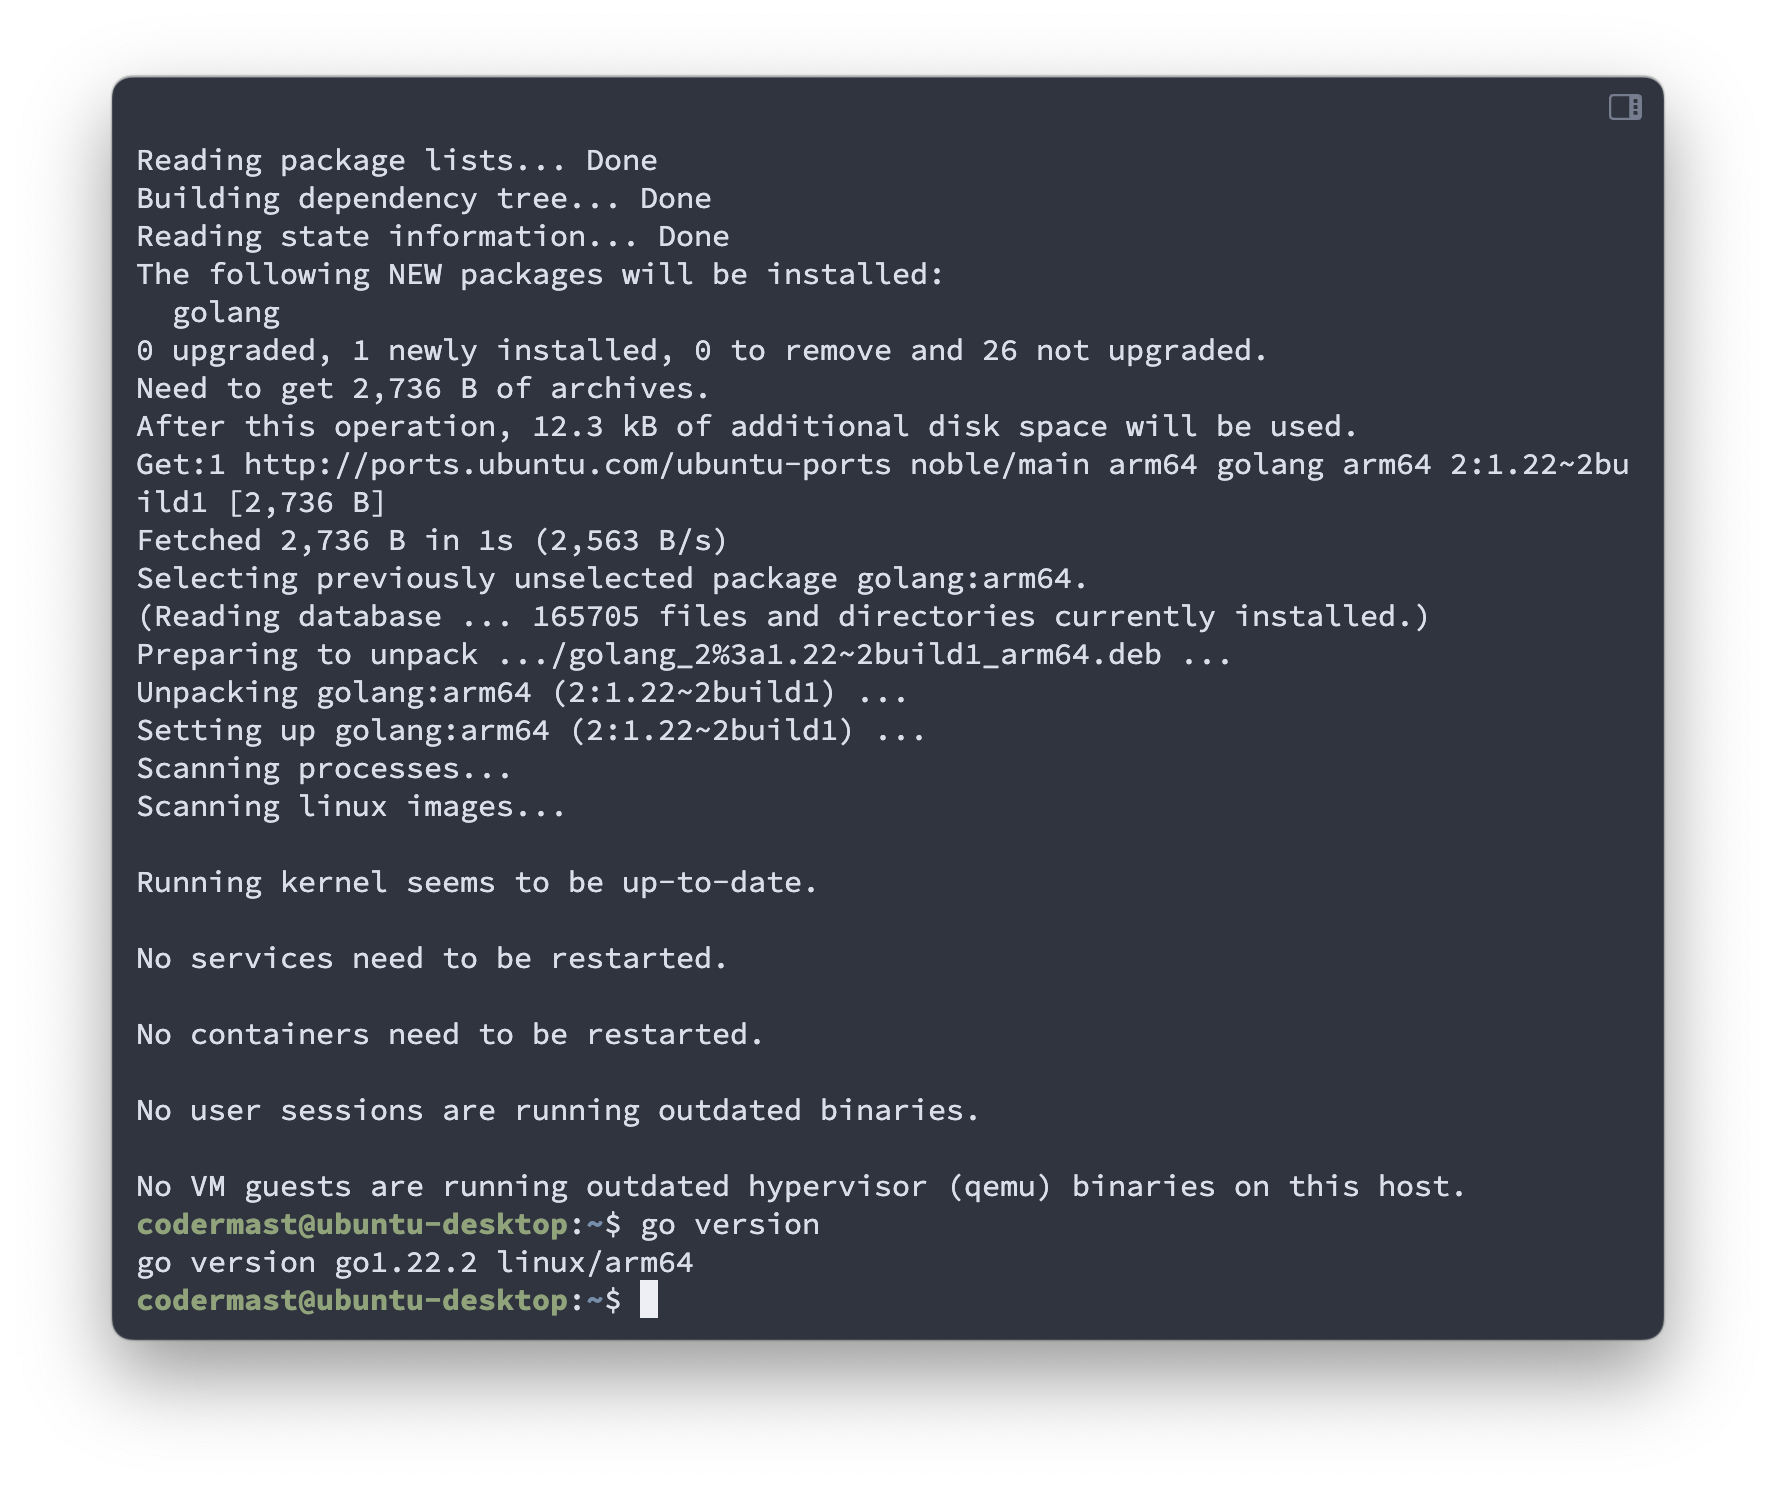 Reading package lists... Done
Building dependency tree... Done
Reading state information... Done
The following NEW packages will be installed:
  golang
0 upgraded, 1 newly installed, 0 to remove and 26 not upgraded.
Need to get 2,736 B of archives.
After this operation, 12.3 kB of additional disk space will be used.
Get:1 http://ports.ubuntu.com/ubuntu-ports noble/main arm64 golang arm64 2:1.22~2bu
ild1 [2,736 B]
Fetched 2,736 B in 1s (2,563 B/s)
Selecting previously unselected package golang:arm64.
(Reading database ... 165705 files and directories currently installed.)
Preparing to unpack .../golang_2%3a1.22~2build1_arm64.deb ...
Unpacking golang:arm64 (2:1.22~2build1) ...
Setting up golang:arm64 (2:1.22~2build1) ...
Scanning processes...
Scanning linux images...

Running kernel seems to be up-to-date.

No services need to be restarted.

No containers need to be restarted.

No user sessions are running outdated binaries.

No VM guests are running outdated hypervisor (qemu) binaries on this host.
codermast@ubuntu-desktop:~$ go version
go version go1.22.2 linux/arm64
codermast@ubuntu-desktop:~$